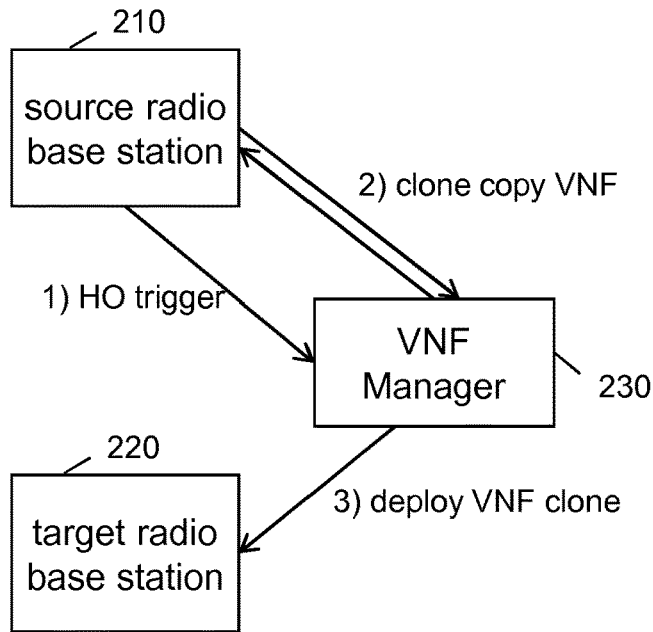 210
source radio
base station
2) clone copy VNF
1) HO trigger
VNF
Manager
230
220
3) deploy VNF clone
target radio
base station